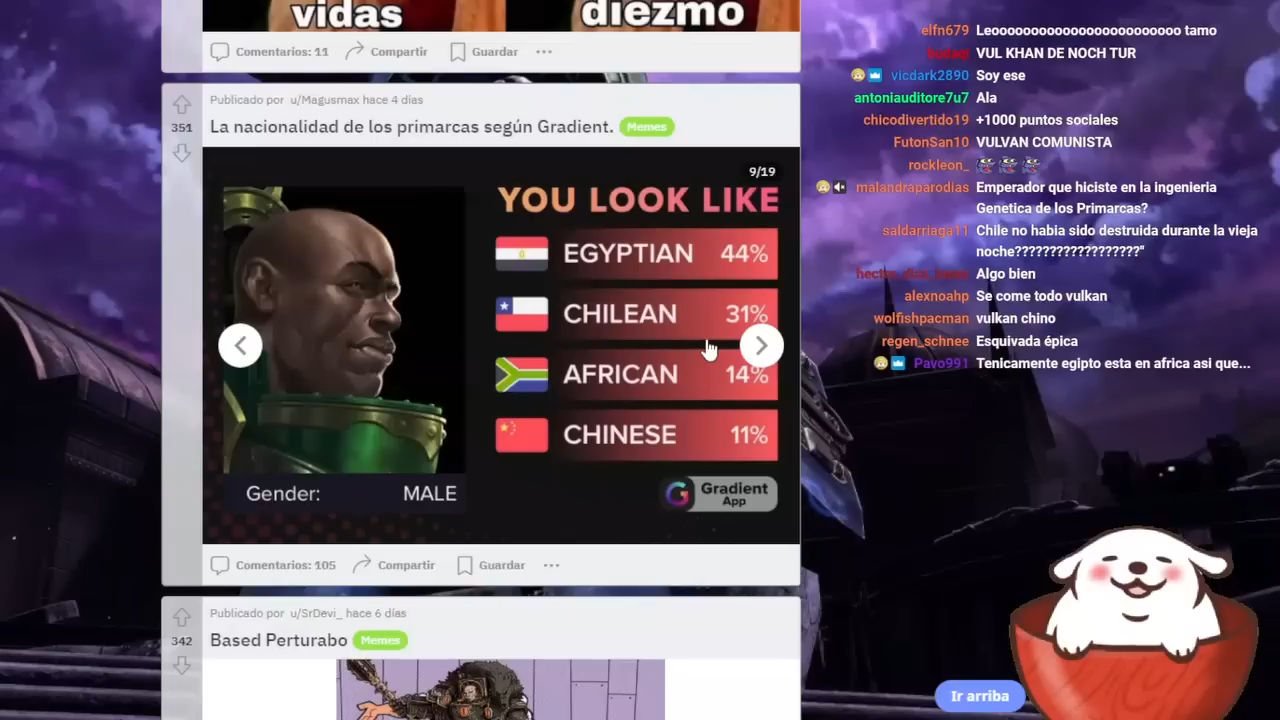 vidas
diezmo
Comentarios: 11
Compartir
Guardar
Publicado por u/Magusmax hace 4 días
351
La nacionalidad de los primarcas según Gradient. Memes
9/19
YOU LOOK LIKE
EGYPTIAN 44%
CHILEAN 31%
AFRICAN 14%
CHINESE 11%
Gender: MALE
Gradient
App
Comentarios: 105
Compartir
Guardar
Publicado por u/SrDevi_ hace 6 días
342
Based Perturabo Memes
elfn679 Leooooooooooooooooooooooo tamo
VUL KHAN DE NOCH TUR
vicdark2890 Soy ese
antoniauditore7u7 Ala
chicodivertido19 +1000 puntos sociales
FutonSan10 VULVAN COMUNISTA
rockleon_
malandraparodias Emperador que hiciste en la ingenieria
Genetica de los Primarcas?
saldarriaga11 Chile no habia sido destruida durante la vieja
noche??????????????????"
Algo bien
alexnoahp Se come todo vulkan
wolfishpacman vulkan chino
regen_schnee Esquivada épica
Pavo991 Tenicamente egipto esta en africa asi que...
Ir arriba